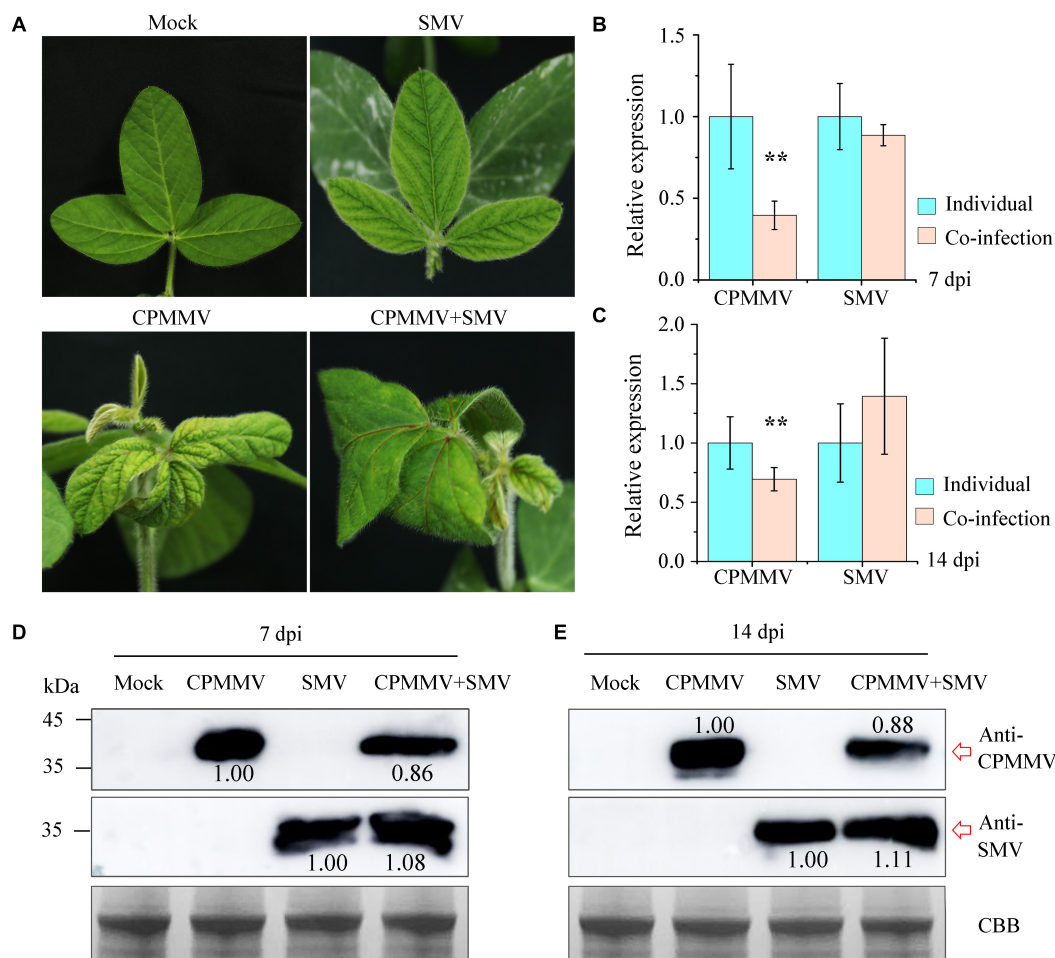 A
Mock
SMV
CPMMV
CPMMV+SMV
B
Relative expression
1.5
1.0
0.5
0.0
**
CPMMV
SMV
Individual
Co-infection
7 dpi
C
Relative expression
2.0
1.5
1.0
0.5
0.0
**
CPMMV
SMV
Individual
Co-infection
14 dpi
D
7 dpi
kDa
Mock CPMMV SMV CPMMV+SMV
45
35
1.00 0.86
35
1.00 1.08
E
14 dpi
Mock CPMMV SMV CPMMV+SMV
1.00 0.88
Anti-
CPMMV
1.00 1.11
Anti-
SMV
CBB